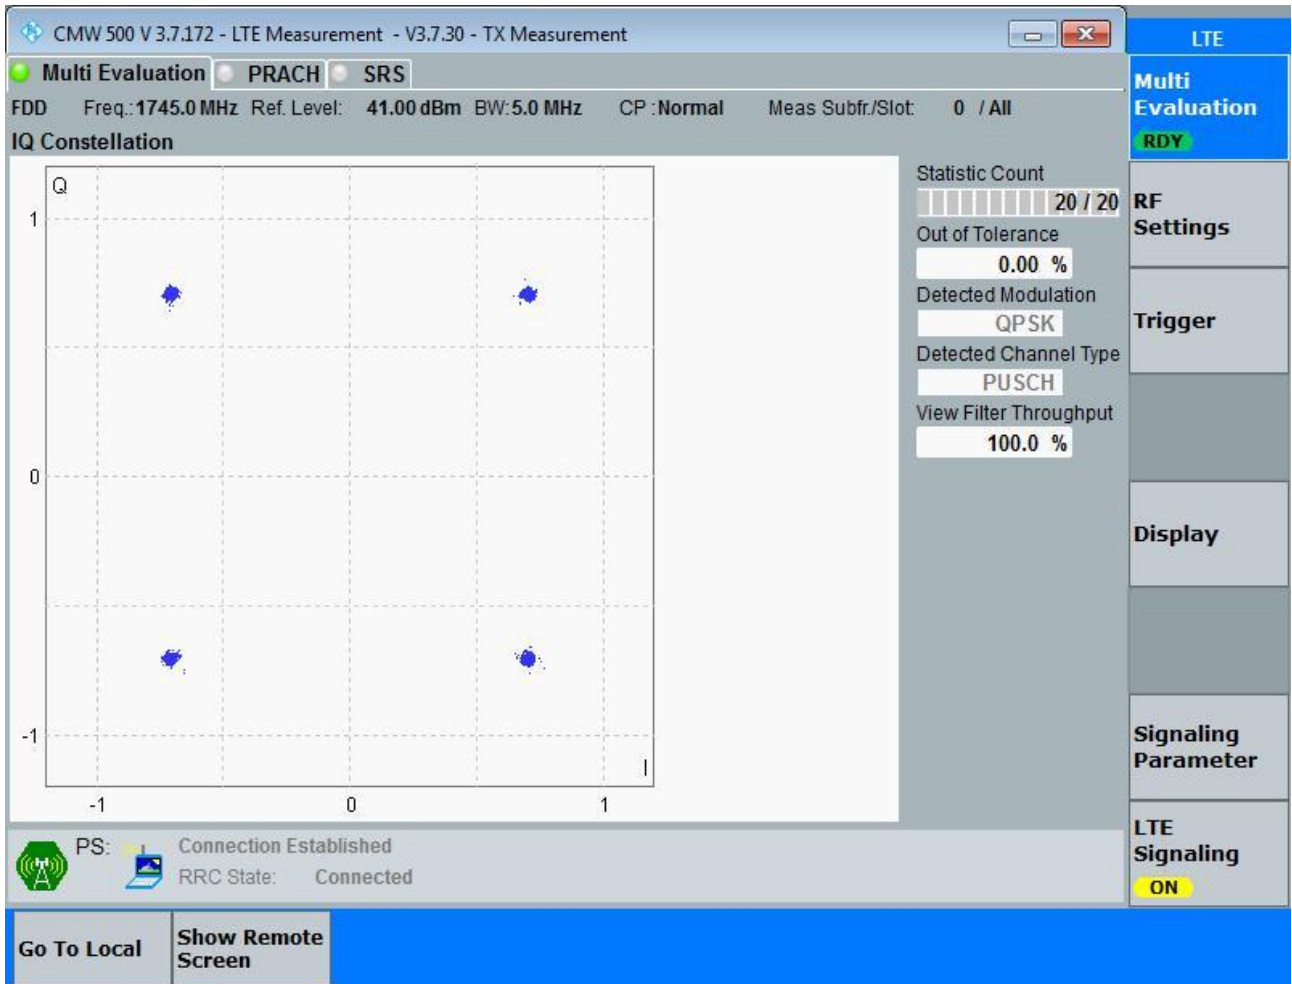 CMW 500 V 3.7.172 - LTE Measurement - V3.7.30 - TX Measurement
LTE
Multi Evaluation PRACH SRS
FDD Freq.:1745.0 MHz Ref. Level: 41.00 dBm BW:5.0 MHz CP :Normal Meas Subfr./Slot: 0 / All
IQ Constellation
Q
1
0
-1
-1 0 1
I
Statistic Count
20 / 20
Out of Tolerance
0.00 %
Detected Modulation
QPSK
Detected Channel Type
PUSCH
View Filter Throughput
100.0 %
Multi
Evaluation
RDY
RF
Settings
Trigger
Display
Signaling
Parameter
LTE
Signaling
ON
PS: Connection Established
RRC State: Connected
Go To Local
Show Remote
Screen